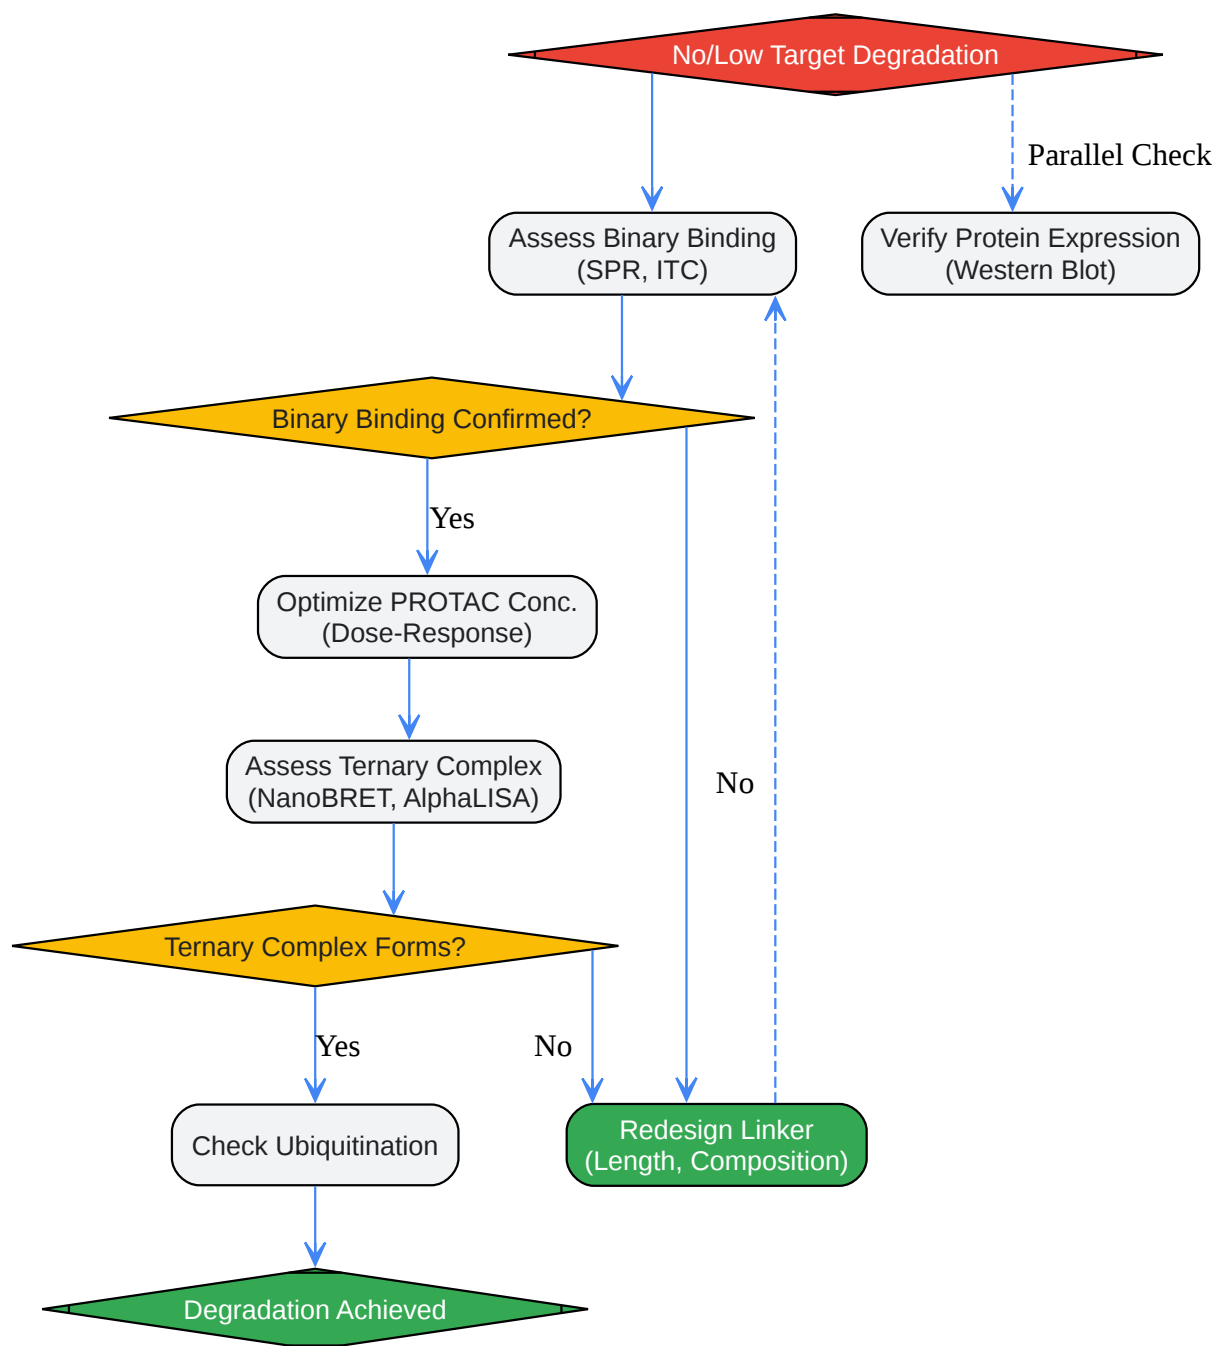 No/Low Target Degradation
Parallel Check
Assess Binary Binding
(SPR, ITC)
Verify Protein Expression
(Western Blot)
Binary Binding Confirmed?
Yes
Optimize PROTAC Conc.
(Dose-Response)
Assess Ternary Complex
(NanoBRET, AlphaLISA)
No
Ternary Complex Forms?
Yes
No
Check Ubiquitination
Redesign Linker
(Length, Composition)
Degradation Achieved